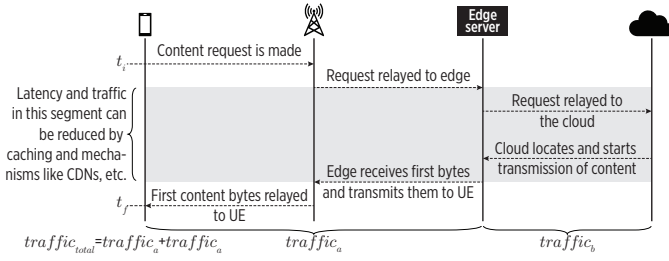 Edge
server
Content request is made
t_i
Request relayed to edge
Latency and traffic
in this segment can
be reduced by
caching and mecha-
nisms like CDNs, etc.
Request relayed to
the cloud
Cloud locates and starts
transmission of content
Edge receives first bytes
and transmits them to UE
First content bytes relayed
to UE
t_f
traffic_total=traffic_a+traffic_a
traffic_a
traffic_b